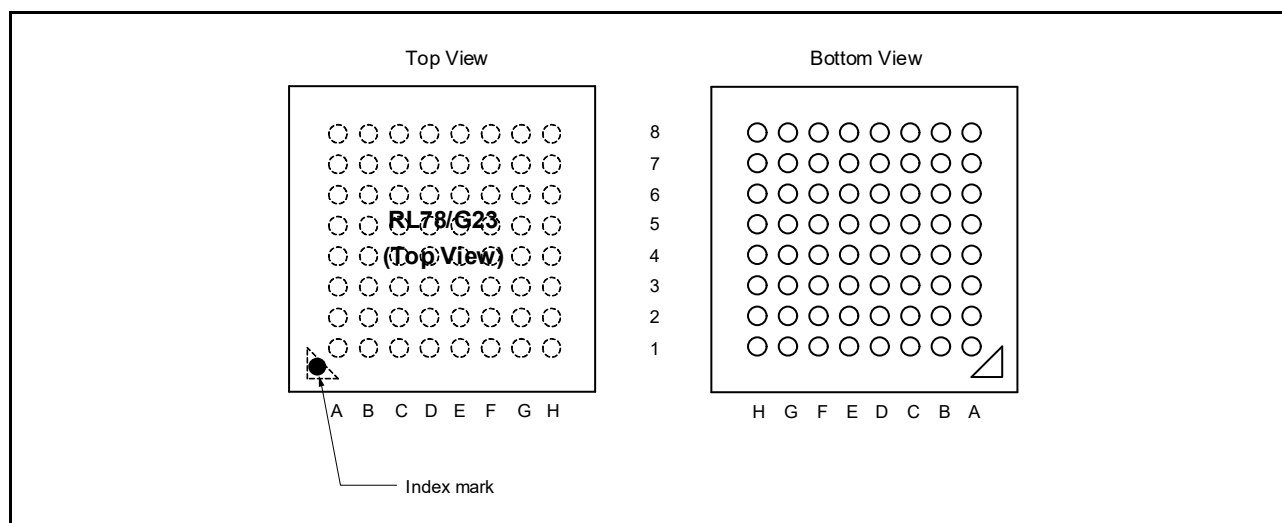 Top View
Bottom View
RL78/G23
(Top View)
8
7
6
5
4
3
2
1
A B C D E F G H
H G F E D C B A
Index mark